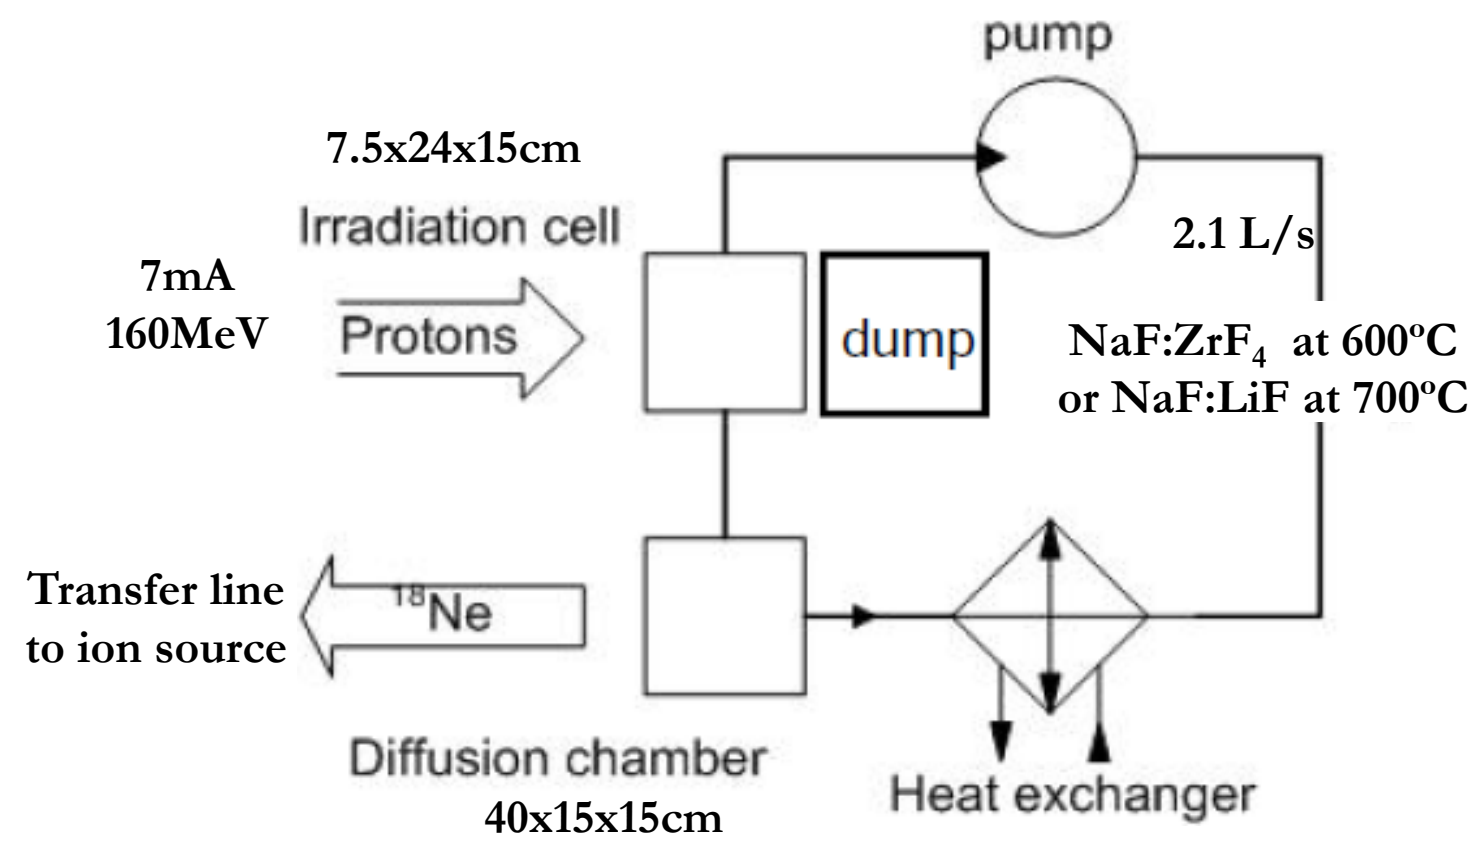 pump
7.5x24x15cm
Irradiation cell
2.1 L/s
7mA
160MeV
Protons
dump
NaF:ZrF₄ at 600ºC
or NaF:LiF at 700ºC
Transfer line
to ion source
¹⁸Ne
Diffusion chamber
40x15x15cm
Heat exchanger